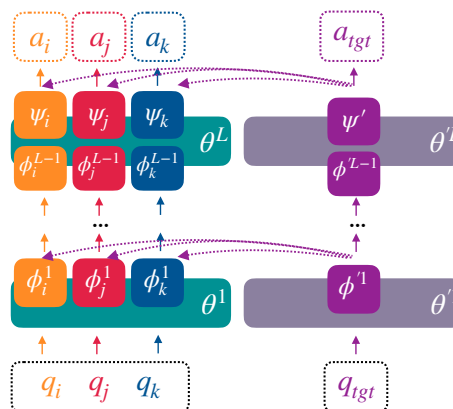 a_i a_j a_k a_tgt
ψ_i ψ_j ψ_k θ^L ψ' θ'
ϕ_i^{L−1} ϕ_j^{L−1} ϕ_k^{L−1} ϕ'^{L−1}
... ...
ϕ_i^1 ϕ_j^1 ϕ_k^1 θ^1 ϕ'^1 θ'
q_i q_j q_k q_tgt